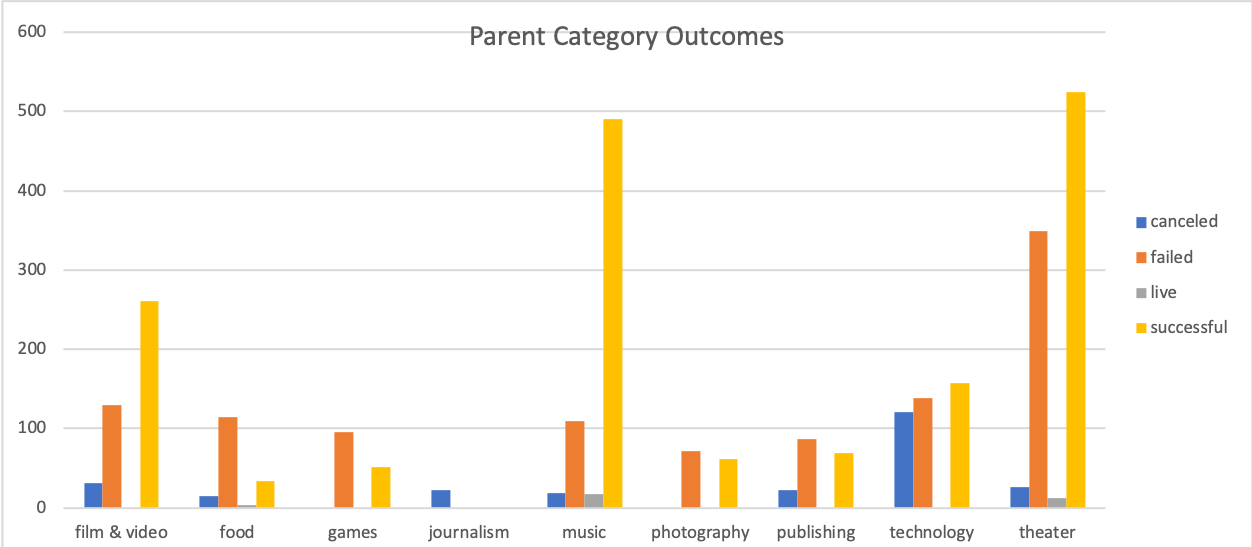 Parent Category Outcomes
600
500
400
300
200
100
0
film & video food games journalism music photography publishing technology theater
canceled
failed
live
successful